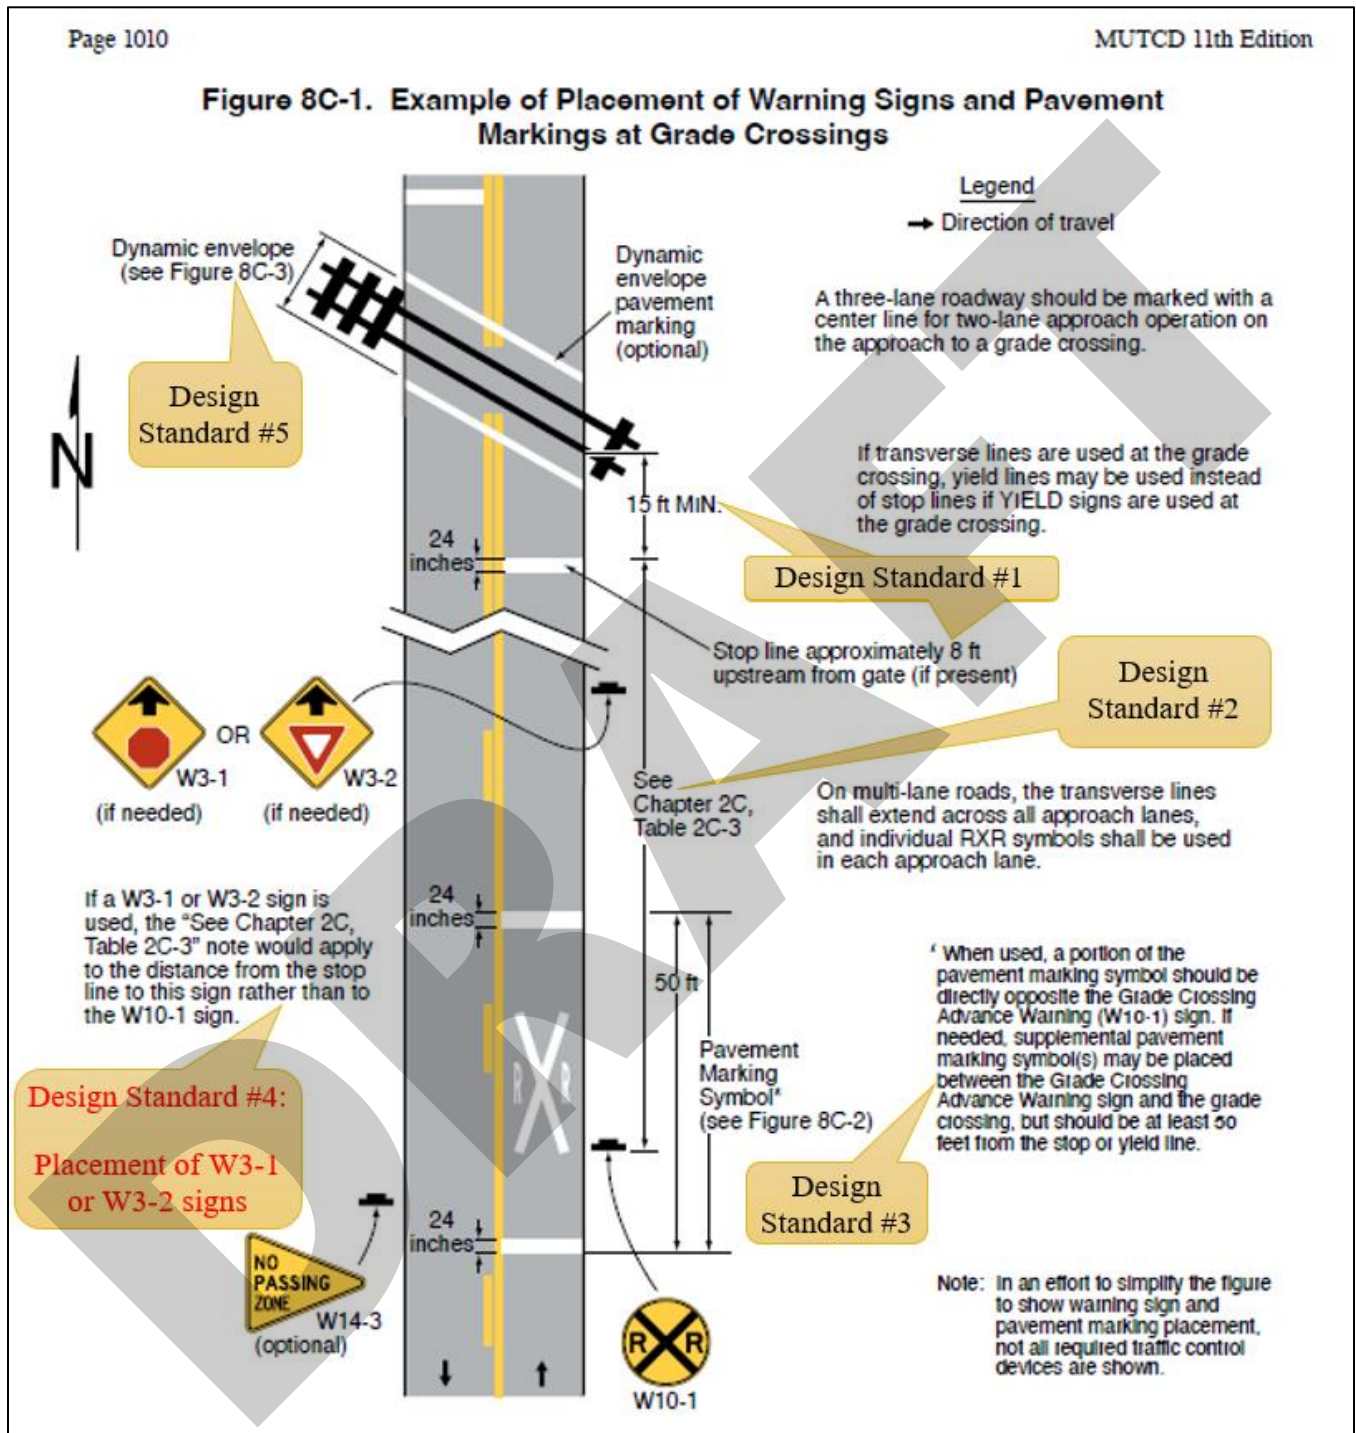 Page 1010
MUTCD 11th Edition
Figure 8C-1. Example of Placement of Warning Signs and Pavement
Markings at Grade Crossings
Legend
Direction of travel
Dynamic envelope
(see Figure 8C-3)
Dynamic
envelope
pavement
marking
(optional)
A three-lane roadway should be marked with a
center line for two-lane approach operation on
the approach to a grade crossing.
Design
Standard #5
N
If transverse lines are used at the grade
crossing, yield lines may be used instead
of stop lines if YIELD signs are used at
the grade crossing.
15 ft MIN.
24
inches
Design Standard #1
Stop line approximately 8 ft
upstream from gate (if present)
Design
Standard #2
OR
W3-1
W3-2
(if needed)
(if needed)
See
Chapter 2C,
Table 2C-3
On multi-lane roads, the transverse lines
shall extend across all approach lanes,
and individual RXR symbols shall be used
in each approach lane.
If a W3-1 or W3-2 sign is
used, the “See Chapter 2C,
Table 2C-3” note would apply
to the distance from the stop
line to this sign rather than to
the W10-1 sign.
24
inches
50 ft
Pavement
Marking
Symbol*
(see Figure 8C-2)
R R
‘ When used, a portion of the
pavement marking symbol should be
directly opposite the Grade Crossing
Advance Warning (W10-1) sign. If
needed, supplemental pavement
marking symbol(s) may be placed
between the Grade Crossing
Advance Warning sign and the grade
crossing, but should be at least 50
feet from the stop or yield line.
Design Standard #4:
Placement of W3-1
or W3-2 signs
Design
Standard #3
24
inches
NO
PASSING
ZONE
W14-3
(optional)
R R
W10-1
Note: In an effort to simplify the figure
to show warning sign and
pavement marking placement,
not all required traffic control
devices are shown.
DRAFT